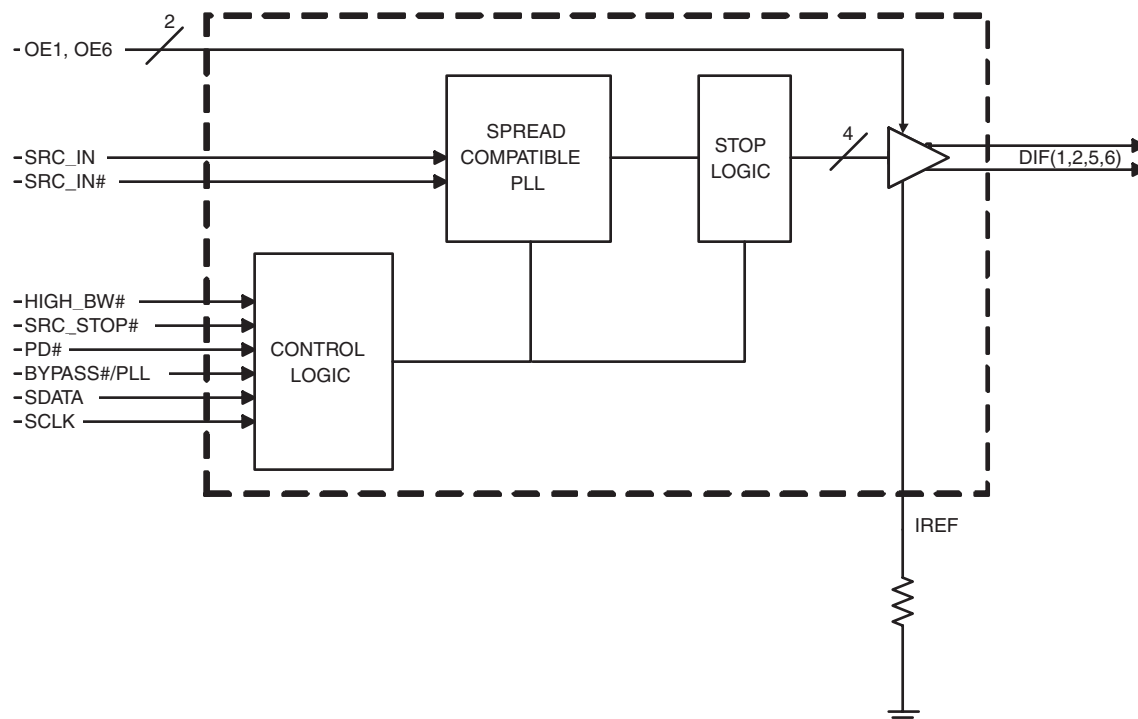 2
OE1, OE6
SPREAD
COMPATIBLE
PLL
STOP
LOGIC
4
DIF(1,2,5,6)
SRC_IN
SRC_IN#
HIGH_BW#
SRC_STOP#
PD#
BYPASS#/PLL
SDATA
SCLK
CONTROL
LOGIC
IREF